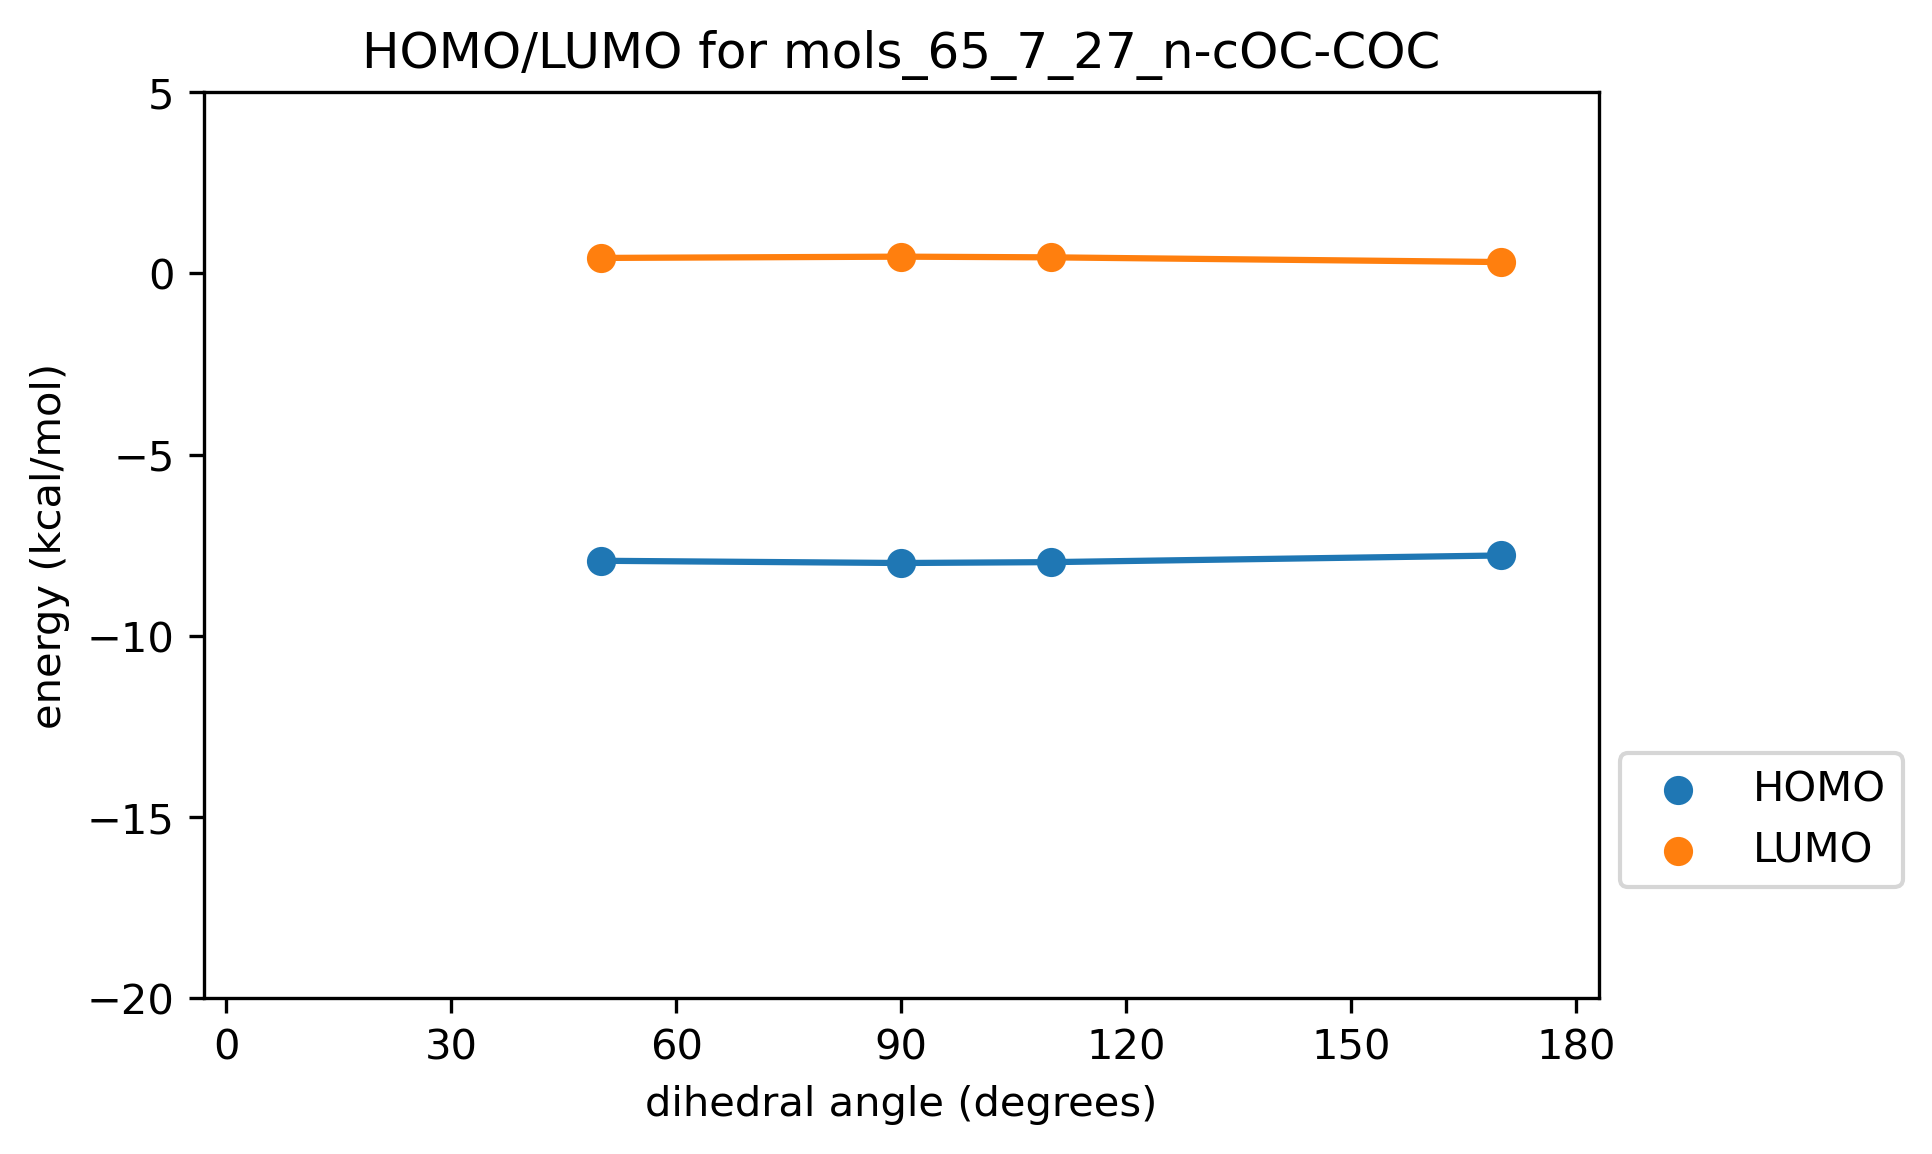 HOMO/LUMO for mols_65_7_27_n-cOC-COC
5
0
−5
−10
−15
−20
energy (kcal/mol)
0 30 60 90 120 150 180
dihedral angle (degrees)
HOMO
LUMO